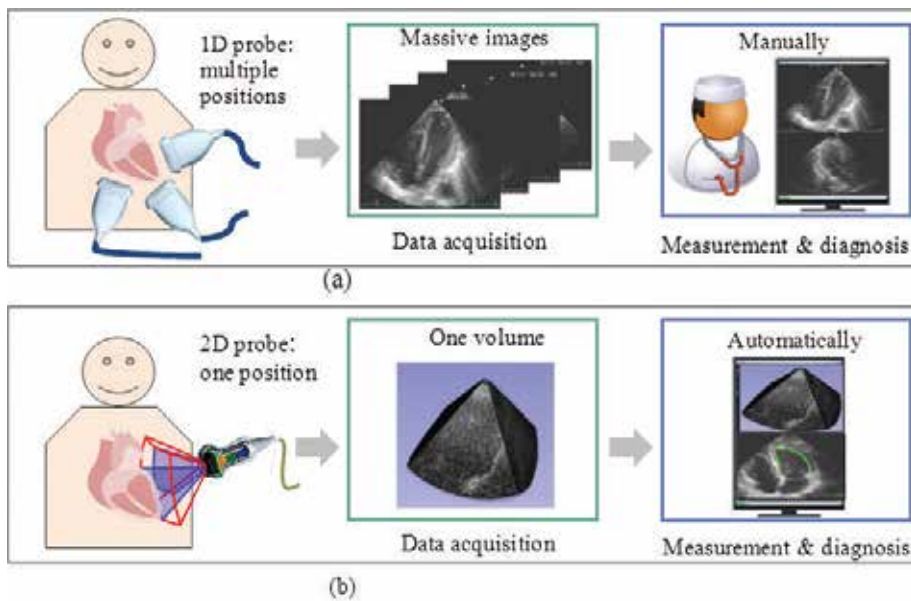 1D probe:
multiple
positions
Massive images
Manually
Data acquisition
Measurement & diagnosis
(a)
2D probe:
one position
One volume
Automatically
Data acquisition
Measurement & diagnosis
(b)